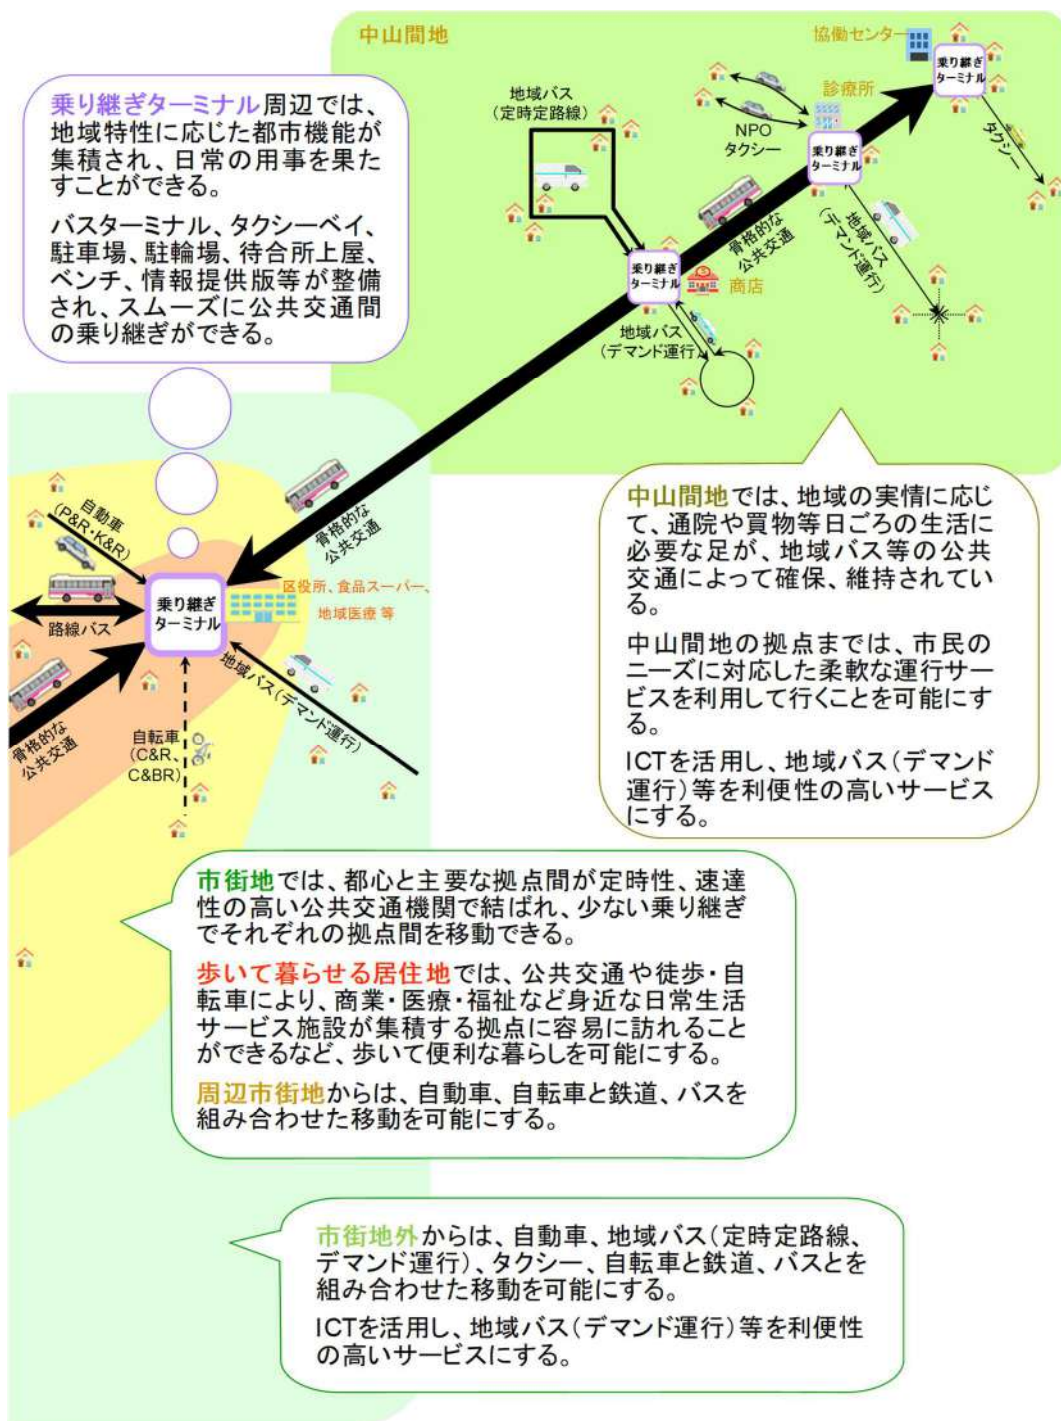 中山間地
協働センター
乗り継ぎ
ターミナル
診療所
タクシー
地域バス
(定時定路線)
NPO
タクシー
乗り継ぎ
ターミナル
地域バス
(デマンド運行)
骨格的な
公共交通
乗り継ぎ
ターミナル
商店
地域バス
(デマンド運行)
乗り継ぎターミナル周辺では、
地域特性に応じた都市機能が
集積され、日常の用事を果た
すことができる。
バスターミナル、タクシーベイ、
駐車場、駐輪場、待合所上屋、
ベンチ、情報提供版等が整備
され、スムーズに公共交通間
の乗り継ぎができる。
骨格的な
公共交通
自動車
(P&R・K&R)
路線バス
乗り継ぎ
ターミナル
区役所、食品スーパー、
地域医療 等
地域バス(デマンド運行)
骨格的な
公共交通
自転車
(C&R、
C&BR)
中山間地では、地域の実情に応じ
て、通院や買物等日ごろの生活に
必要な足が、地域バス等の公共
交通によって確保、維持されてい
る。
中山間地の拠点までは、市民の
ニーズに対応した柔軟な運行サー
ビスを利用して行くことを可能にす
る。
ICTを活用し、地域バス(デマンド
運行)等を利便性の高いサービス
にする。
市街地では、都心と主要な拠点間が定時性、速達
性の高い公共交通機関で結ばれ、少ない乗り継ぎ
でそれぞれの拠点間を移動できる。
歩いて暮らせる居住地では、公共交通や徒歩・自
転車により、商業・医療・福祉など身近な日常生活
サービス施設が集積する拠点に容易に訪れること
ができるなど、歩いて便利な暮らしを可能にする。
周辺市街地からは、自動車、自転車と鉄道、バスを
組み合わせた移動を可能にする。
市街地外からは、自動車、地域バス(定時定路線、
デマンド運行)、タクシー、自転車と鉄道、バスとを
組み合わせた移動を可能にする。
ICTを活用し、地域バス(デマンド運行)等を利便性
の高いサービスにする。